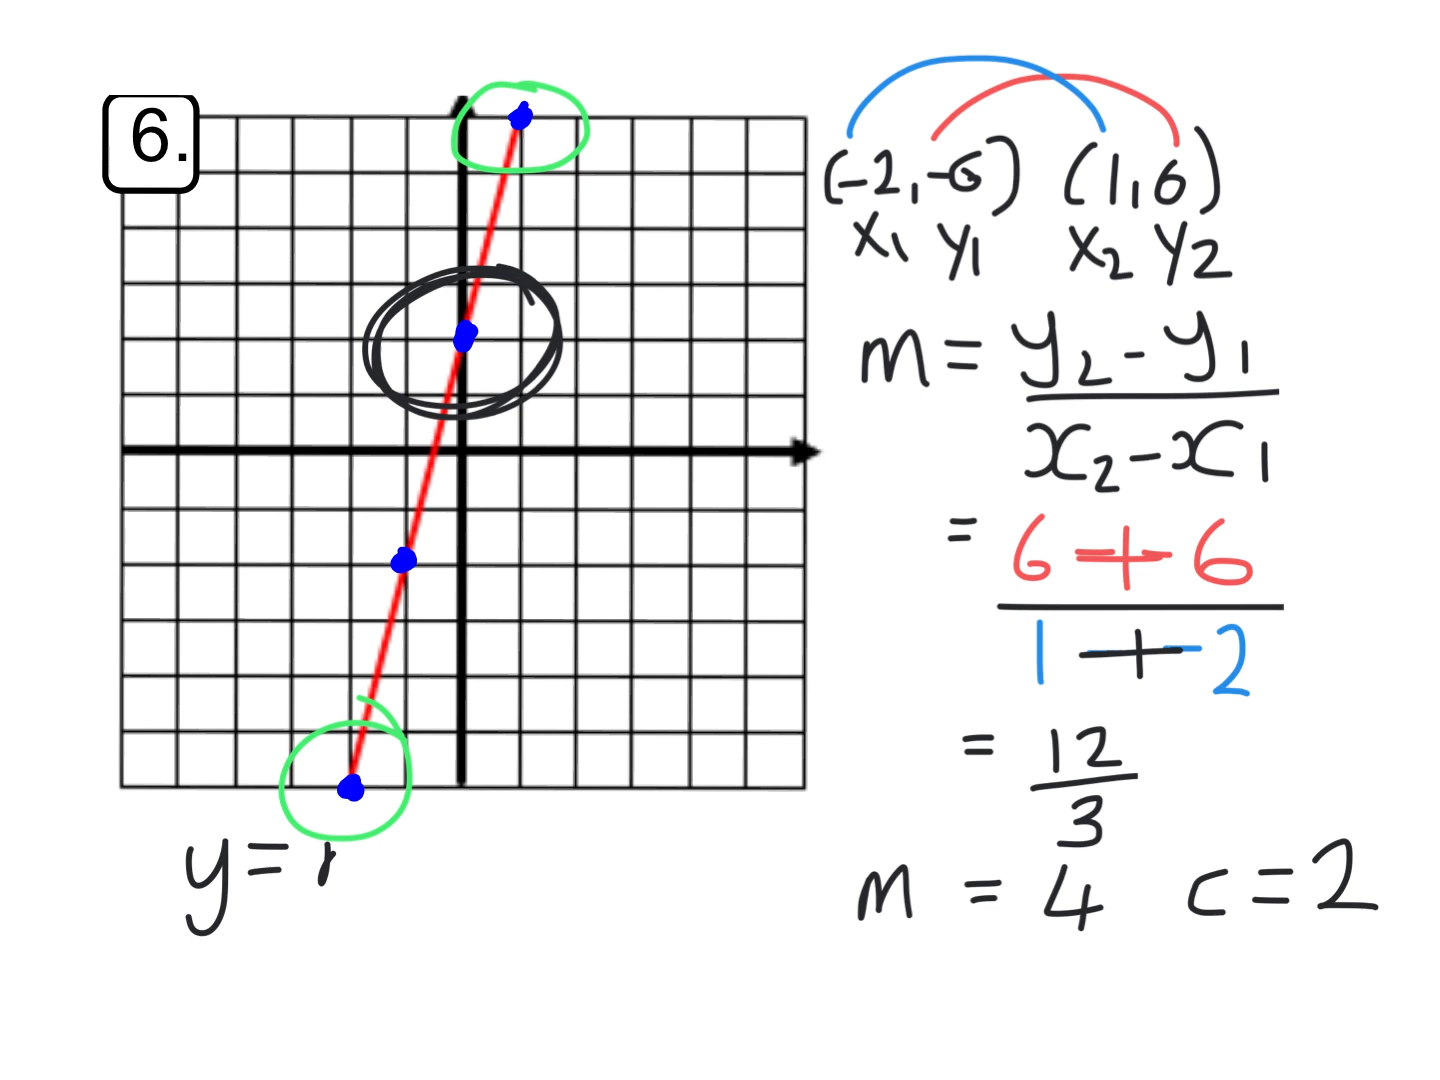 6.
(-2,-6) (1,6)
x₁ y₁ x₂ y₂
m = y₂ - y₁
x₂ - x₁
= 6 + 6
1 + 2
= 12
3
m = 4 c = 2
y =